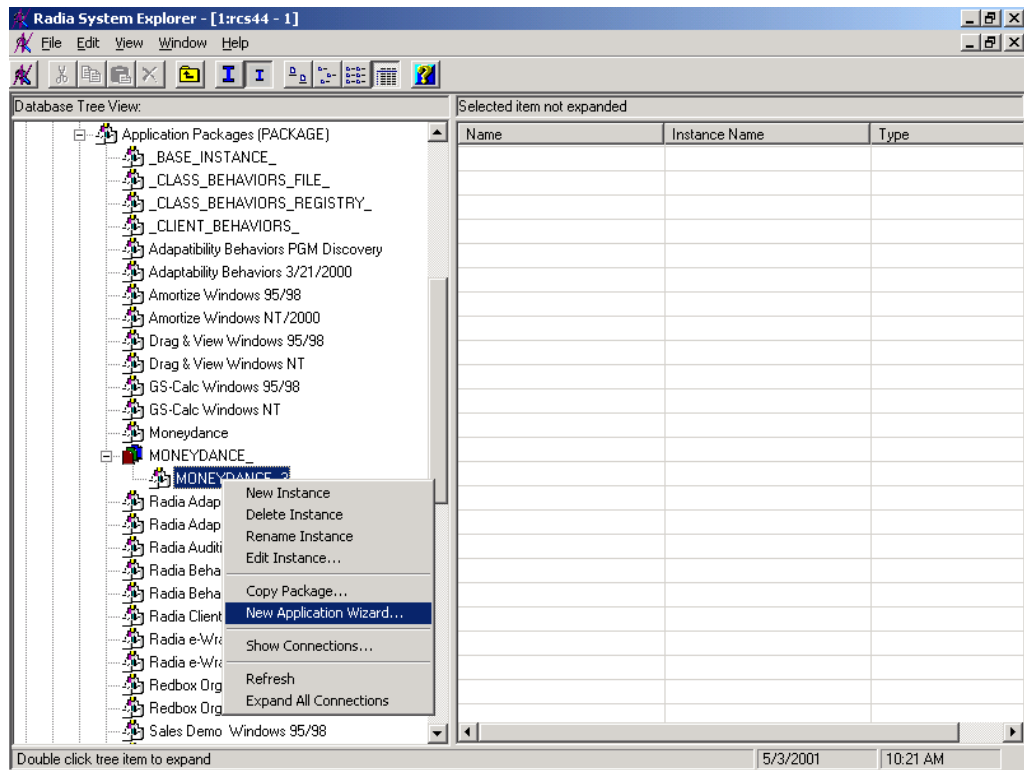 Radia System Explorer - [1:rcs44 - 1]
File Edit View Window Help
Database Tree View:
Selected item not expanded
Name Instance Name Type
Application Packages (PACKAGE)
_BASE_INSTANCE_
_CLASS_BEHAVIORS_FILE_
_CLASS_BEHAVIORS_REGISTRY_
_CLIENT_BEHAVIORS_
Adapatibility Behaviors PGM Discovery
Adaptability Behaviors 3/21/2000
Amortize Windows 95/98
Amortize Windows NT/2000
Drag & View Windows 95/98
Drag & View Windows NT
GS-Calc Windows 95/98
GS-Calc Windows NT
Moneydance
MONEYDANCE_
Radia Adap
Radia Adap
Radia Auditi
Radia Beha
Radia Beha
Radia Client
Radia e-Wra
Radia e-Wra
Redbox Org
Redbox Org
Sales Demo Windows 95/98
New Instance
Delete Instance
Rename Instance
Edit Instance...
Copy Package...
New Application Wizard...
Show Connections...
Refresh
Expand All Connections
Double click tree item to expand
5/3/2001
10:21 AM